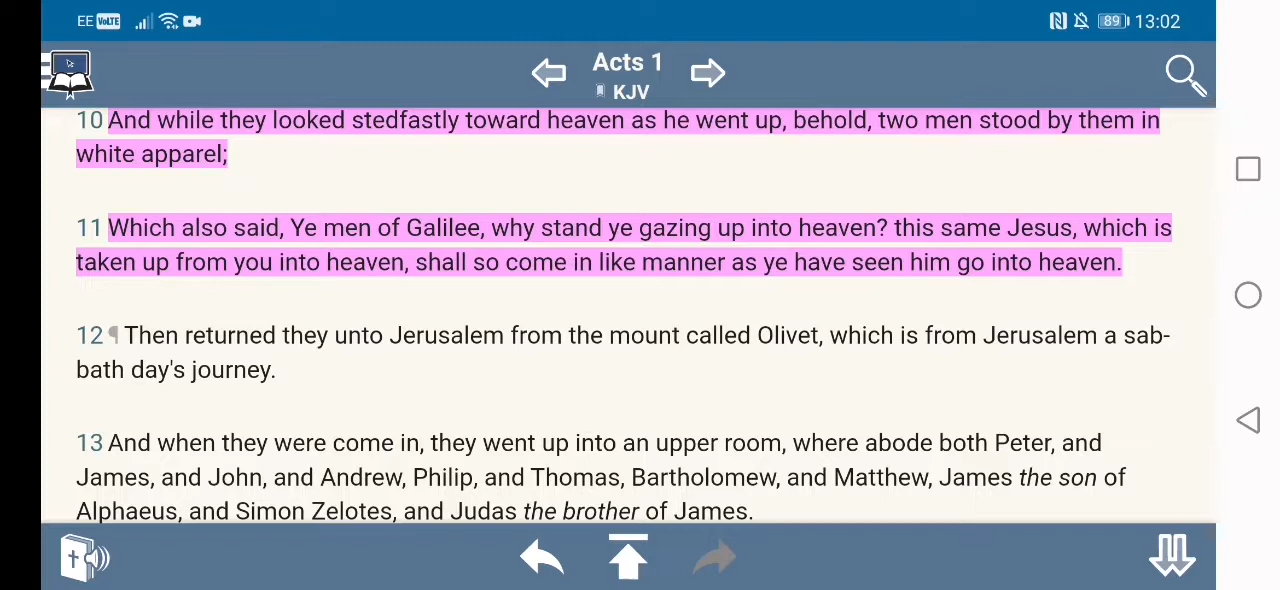 EE VoLTE 89 13:02
Acts 1
KJV
10 And while they looked stedfastly toward heaven as he went up, behold, two men stood by them in
white apparel;
11 Which also said, Ye men of Galilee, why stand ye gazing up into heaven? this same Jesus, which is
taken up from you into heaven, shall so come in like manner as ye have seen him go into heaven.
12 ¶ Then returned they unto Jerusalem from the mount called Olivet, which is from Jerusalem a sab-
bath day's journey.
13 And when they were come in, they went up into an upper room, where abode both Peter, and
James, and John, and Andrew, Philip, and Thomas, Bartholomew, and Matthew, James the son of
Alphaeus, and Simon Zelotes, and Judas the brother of James.